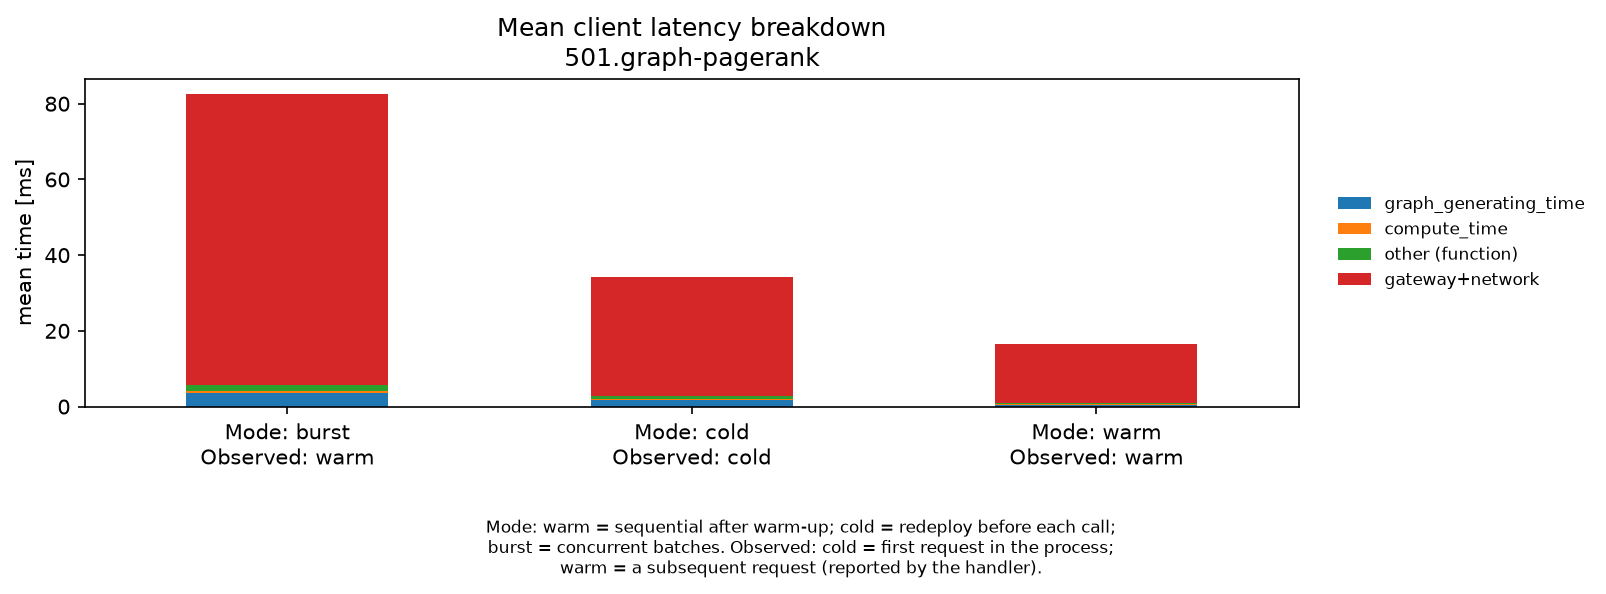 Mean client latency breakdown
501.graph-pagerank
mean time [ms]
80
60
40
20
0
Mode: burst
Observed: warm
Mode: cold
Observed: cold
Mode: warm
Observed: warm
graph_generating_time
compute_time
other (function)
gateway+network
Mode: warm = sequential after warm-up; cold = redeploy before each call;
burst = concurrent batches. Observed: cold = first request in the process;
warm = a subsequent request (reported by the handler).